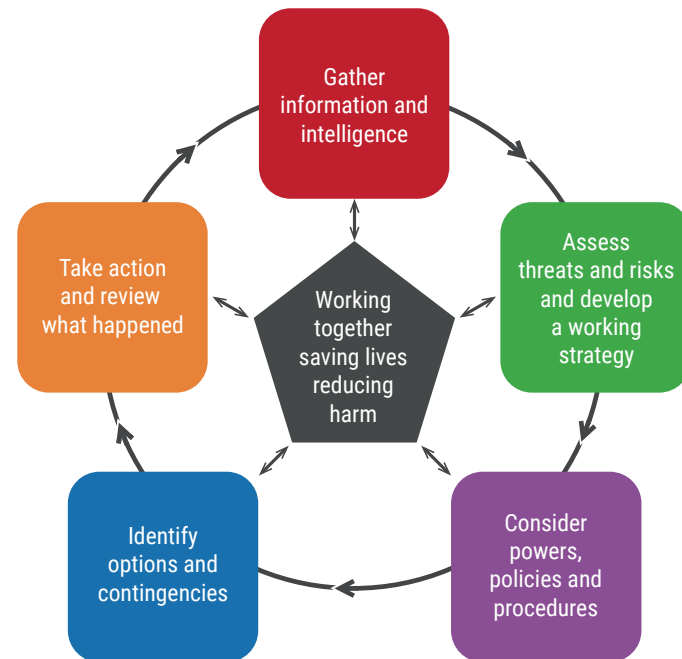 Gather
information and
intelligence
Assess
threats and risks
and develop
a working
strategy
Consider
powers,
policies and
procedures
Identify
options and
contingencies
Take action
and review
what happened
Working
together
saving lives
reducing
harm